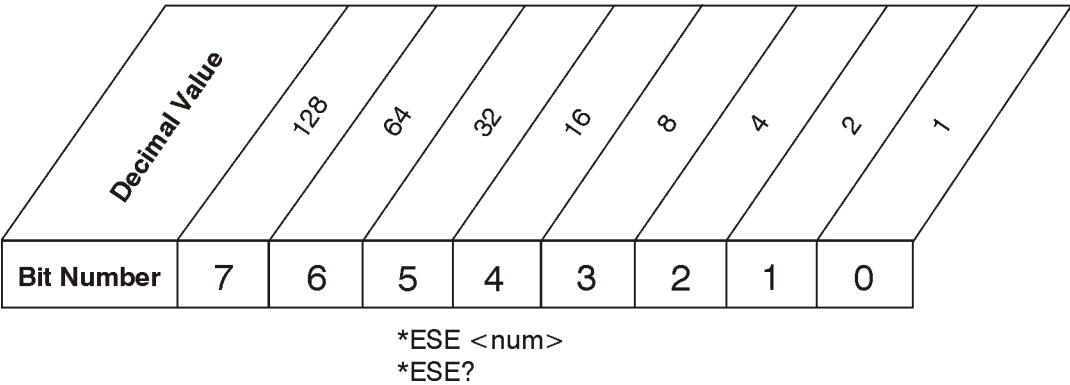 Decimal Value 128 64 32 16 8 4 2 1
Bit Number 7 6 5 4 3 2 1 0
*ESE <num>
*ESE?